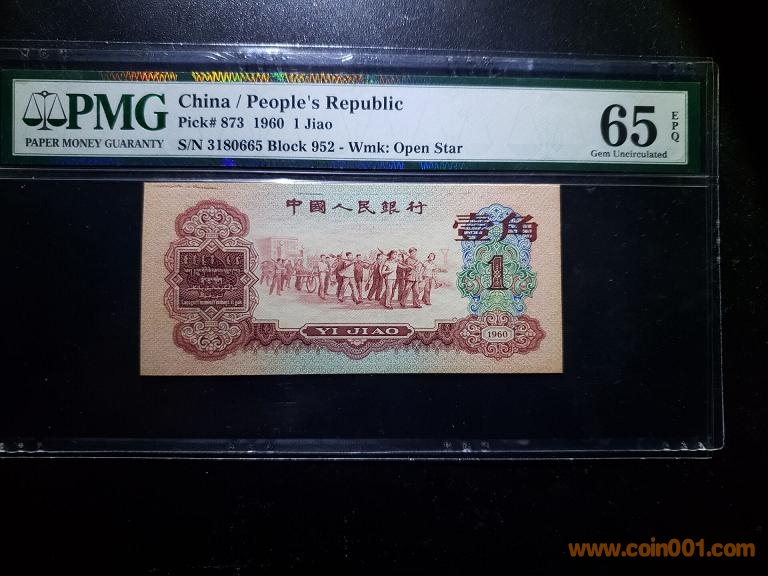 PMG
PAPER MONEY GUARANTY
China / People's Republic
Pick# 873 1960 1 Jiao
S/N 3180665 Block 952 - Wmk: Open Star
65
EPQ
Gem Uncirculated
中國人民銀行
壹角
1
YI JIAO
1960
www.coin001.com